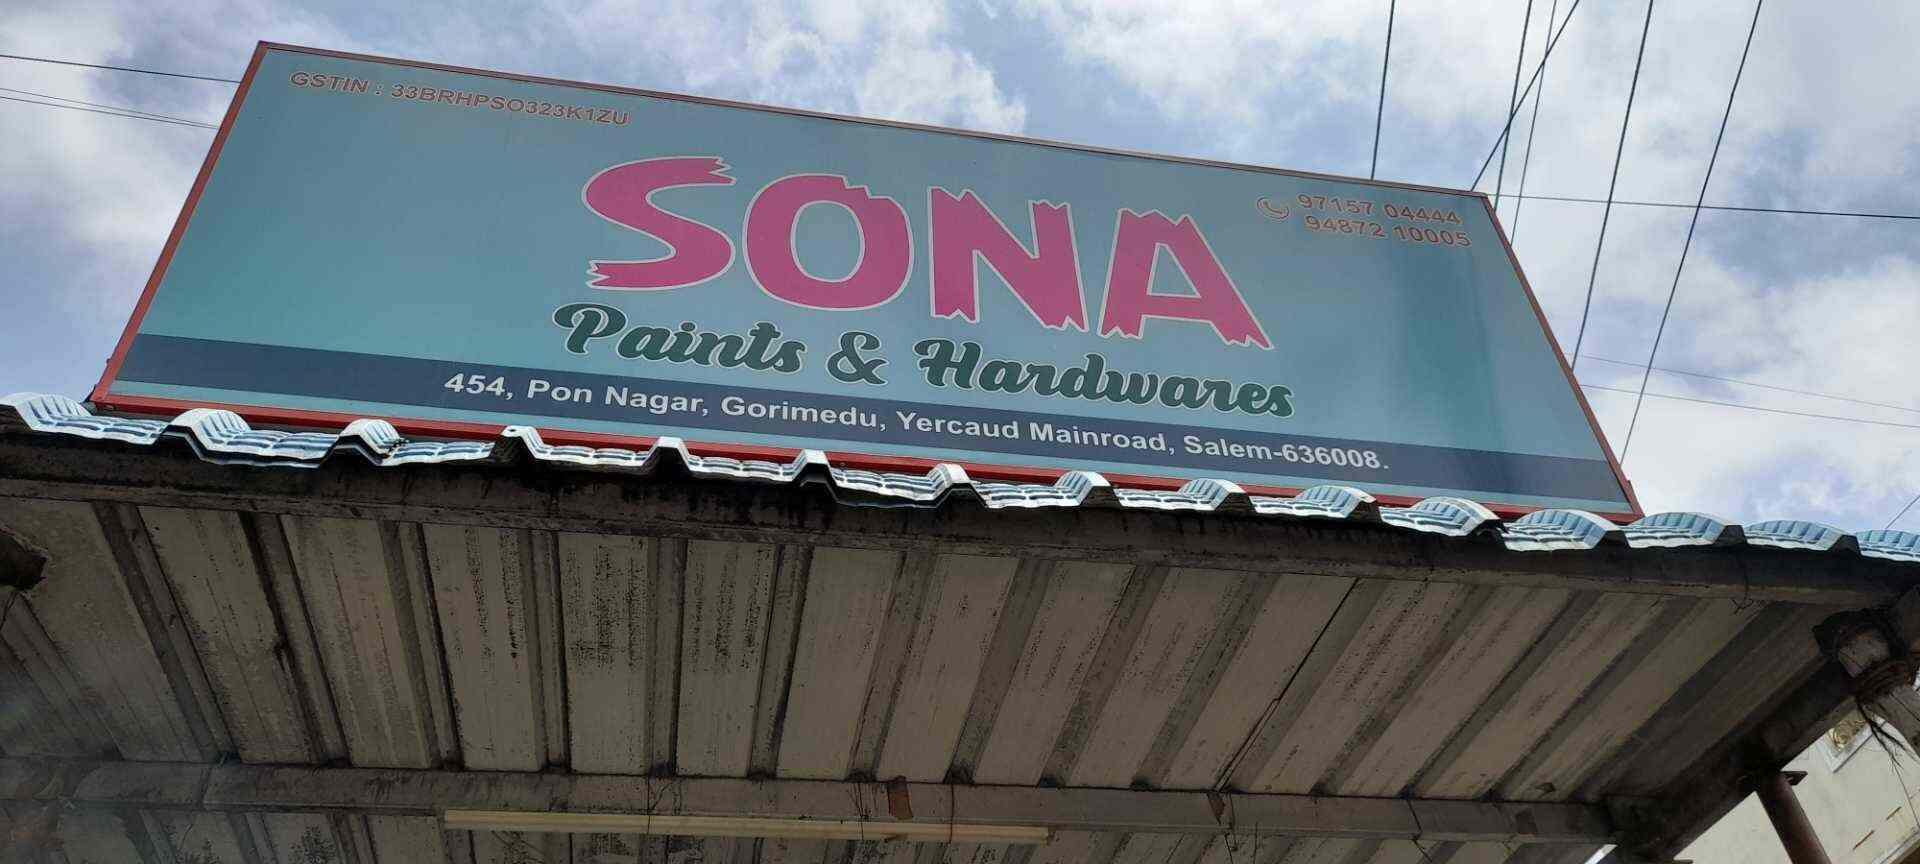 GSTIN : 33BRHPSO323K1ZU
97157 04444
94872 10005
SONA
Paints & Hardwares
454, Pon Nagar, Gorimedu, Yercaud Mainroad, Salem-636008.